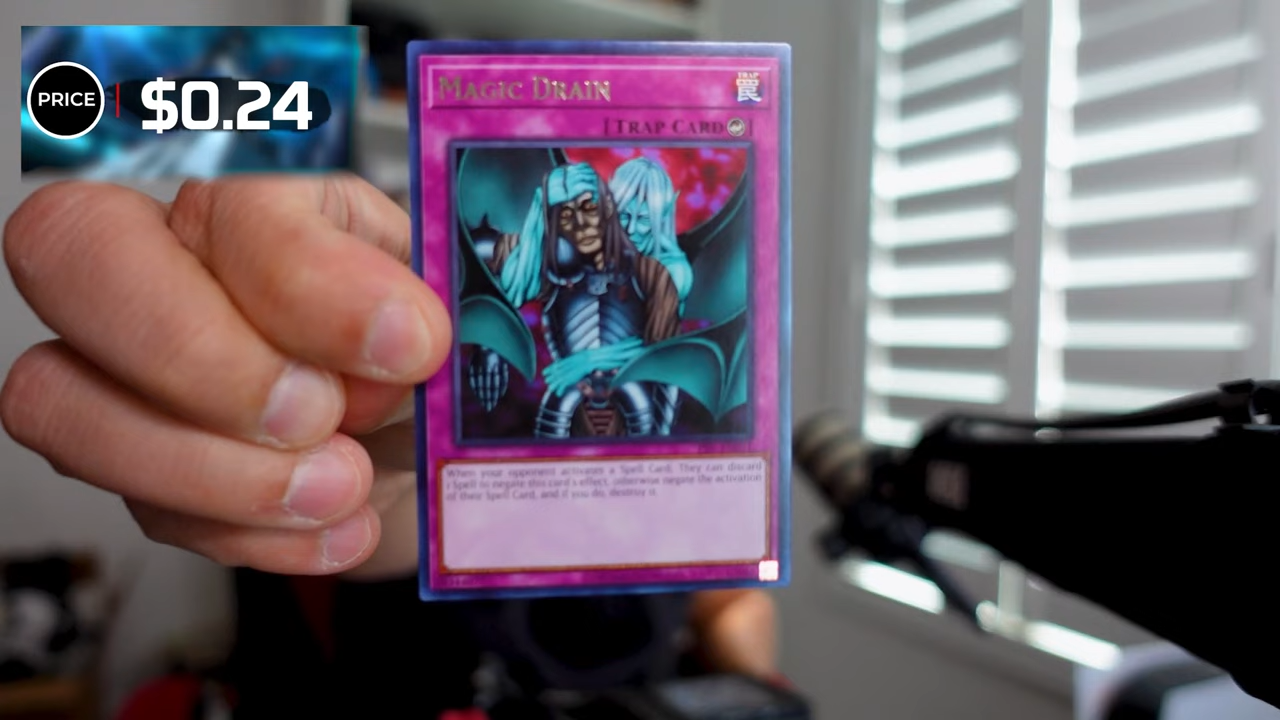 PRICE
$0.24
MAGIC DRAIN
TRAP
罠
[TRAP CARD]
When your opponent activates a Spell Card: They can discard
1 Spell to negate this card's effect, otherwise negate the activation
of their Spell Card, and if you do, destroy it.